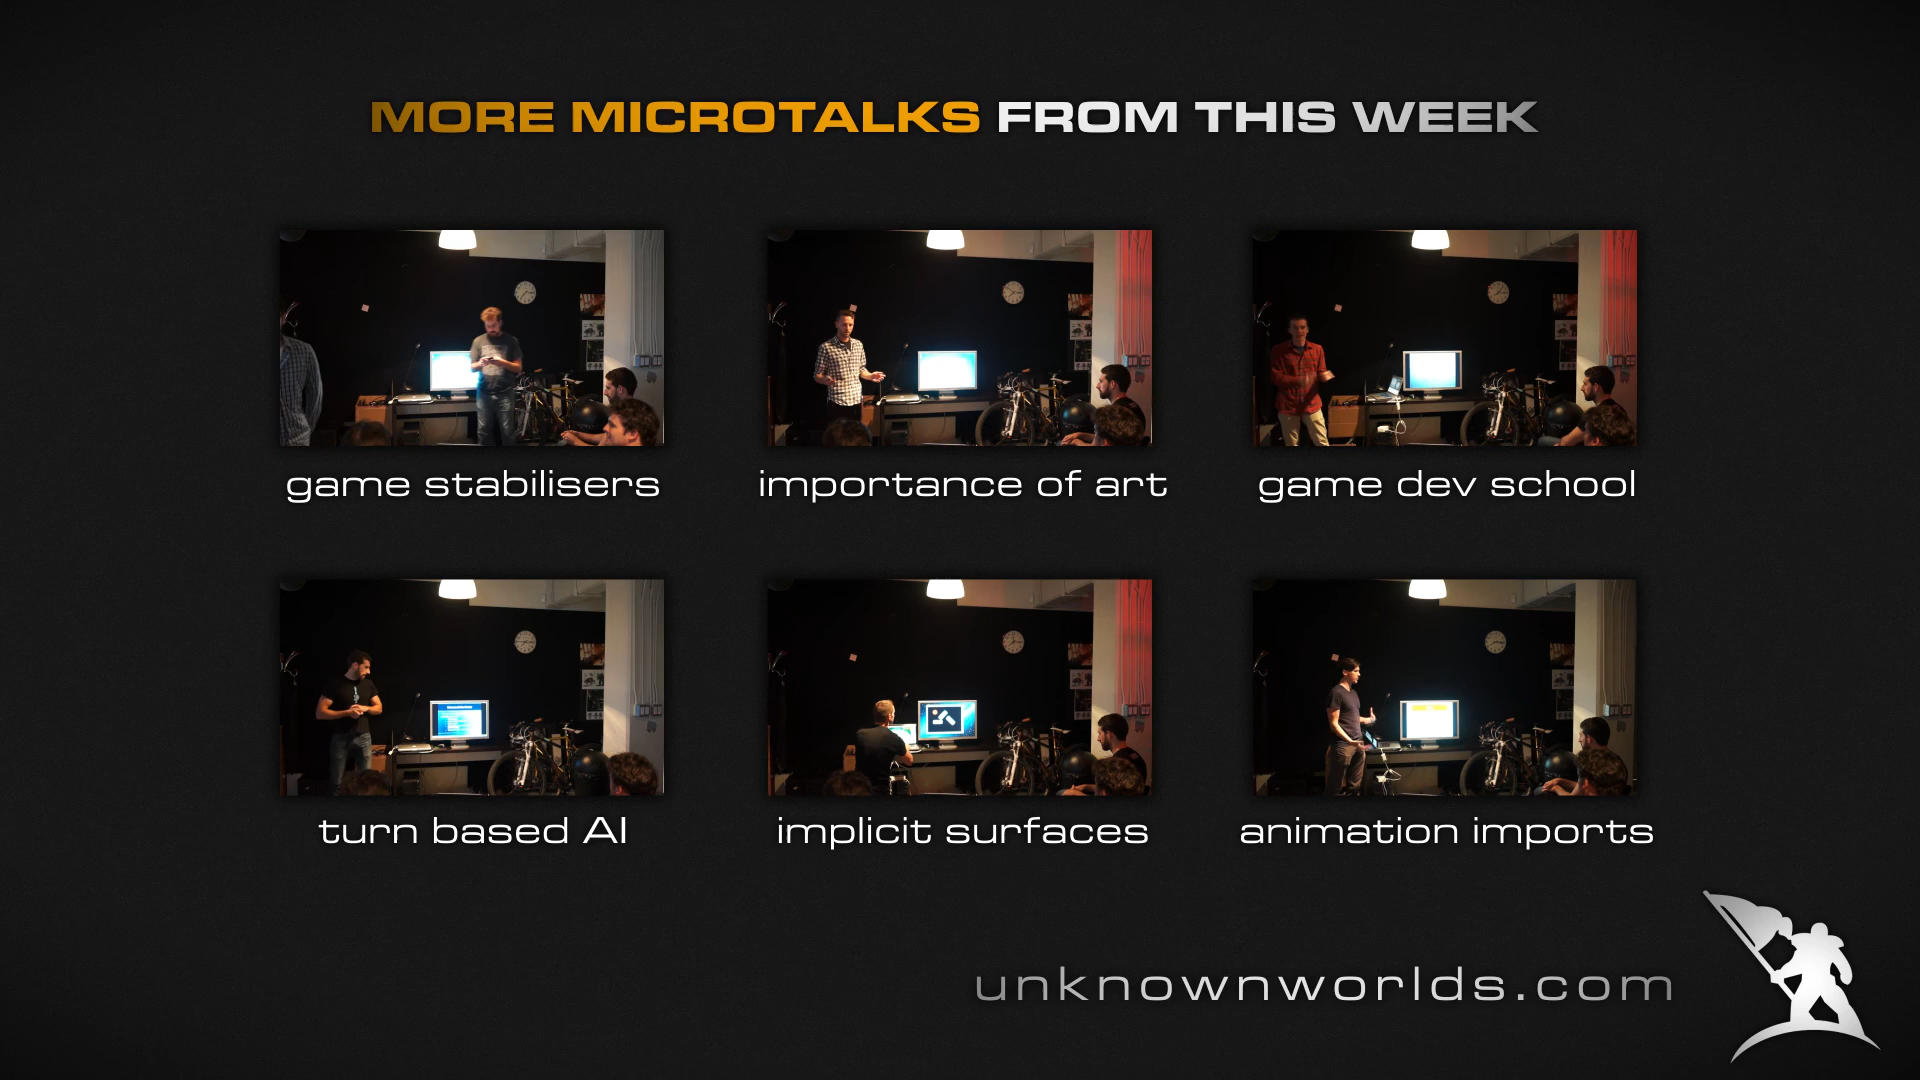 MORE MICROTALKS FROM THIS WEEK
game stabilisers
importance of art
game dev school
turn based AI
implicit surfaces
animation imports
unknownworlds.com